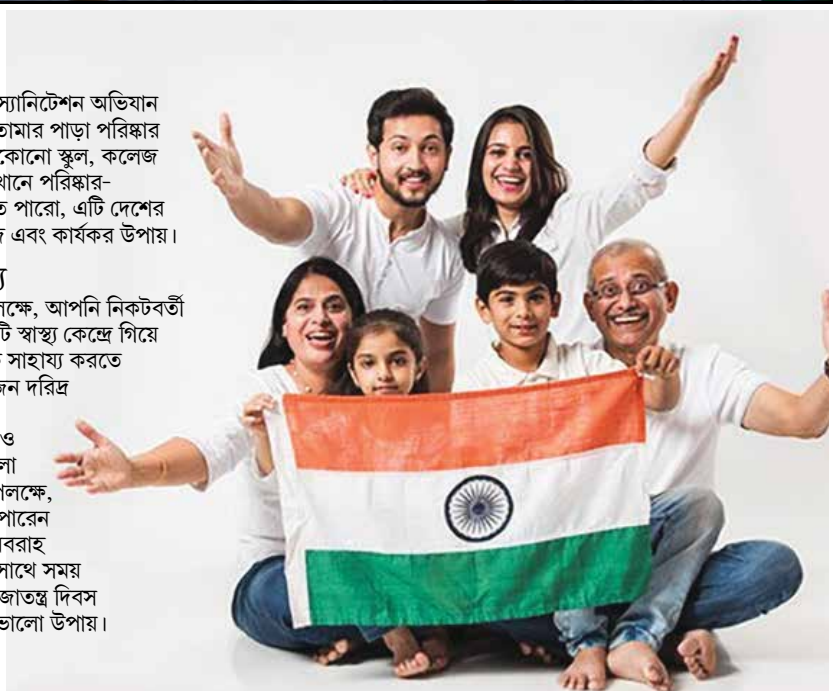 স্যানিটেশন অভিযান
তোমার পাড়া পরিষ্কার
কোনো স্কুল, কলেজ
খানে পরিষ্কার-
ত পারো, এটি দেশের
এবং কার্যকর উপায়।
লক্ষে, আপনি নিকটবর্তী
টি স্বাস্থ্য কেন্দ্রে গিয়ে
সাহায্য করতে
জন দরিদ্র
ও
লা
পলক্ষে,
পারেন
বরাহ
সাথে সময়
জাতন্ত্র দিবস
ভালো উপায়।